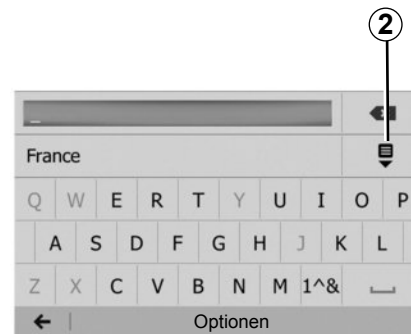 2
_
France
Q W E R T Y U I O P
A S D F G H J K L
Z X C V B N M 1^&
Optionen